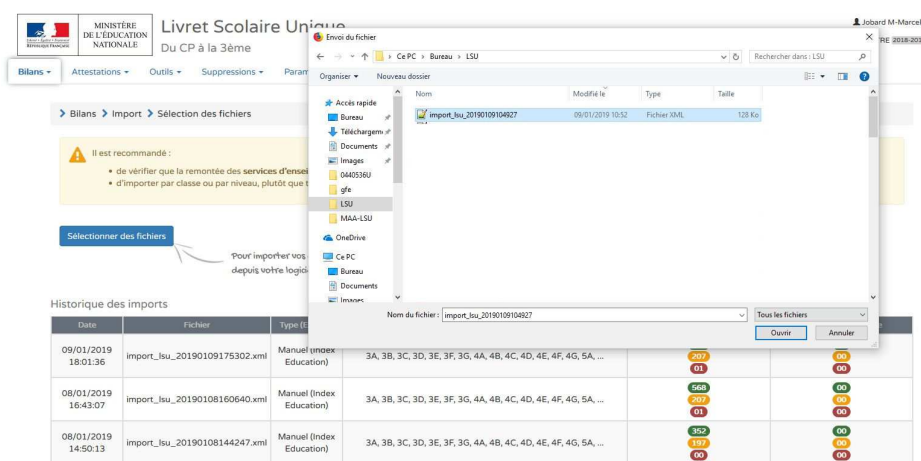 MINISTÈRE
DE L'ÉDUCATION
NATIONALE
Livret Scolaire Unique
Du CP à la 3ème
Jobard M-Marcel
Bilans
Attestations
Outils
Suppressions
Param
Bilans Import Sélection des fichiers
Il est recommandé :
de vérifier que la remontée des services d'ensei
d'importer par classe ou par niveau, plutôt que t
Sélectionner des fichiers
Pour importer vos
depuis votre logici
Envoi du fichier
Ce PC > Bureau > LSU
Rechercher dans : LSU
Organiser
Nouveau dossier
Nom Modifié le Type Taille
import_lsu_20190109104927 09/01/2019 10:52 Fichier XML 128 Ko
Accès rapide
Bureau
Téléchargeme
Documents
Images
0440536U
gfe
LSU
MAA-LSU
OneDrive
Ce PC
Bureau
Documents
Images
Nom du fichier : import_lsu_20190109104927
Tous les fichiers
Ouvrir Annuler
Historique des imports
Date Fichier Type (E
09/01/2019
18:01:36
import_lsu_20190109175302.xml
Manuel (Index
Education)
3A, 3B, 3C, 3D, 3E, 3F, 3G, 4A, 4B, 4C, 4D, 4E, 4F, 4G, 5A, ...
207 00
01 00
08/01/2019
16:43:07
import_lsu_20190108160640.xml
Manuel (Index
Education)
3A, 3B, 3C, 3D, 3E, 3F, 3G, 4A, 4B, 4C, 4D, 4E, 4F, 4G, 5A, ...
568 00
207 00
01 00
08/01/2019
14:50:13
import_lsu_20190108144247.xml
Manuel (Index
Education)
3A, 3B, 3C, 3D, 3E, 3F, 3G, 4A, 4B, 4C, 4D, 4E, 4F, 4G, 5A, ...
352 00
197 00
00 00